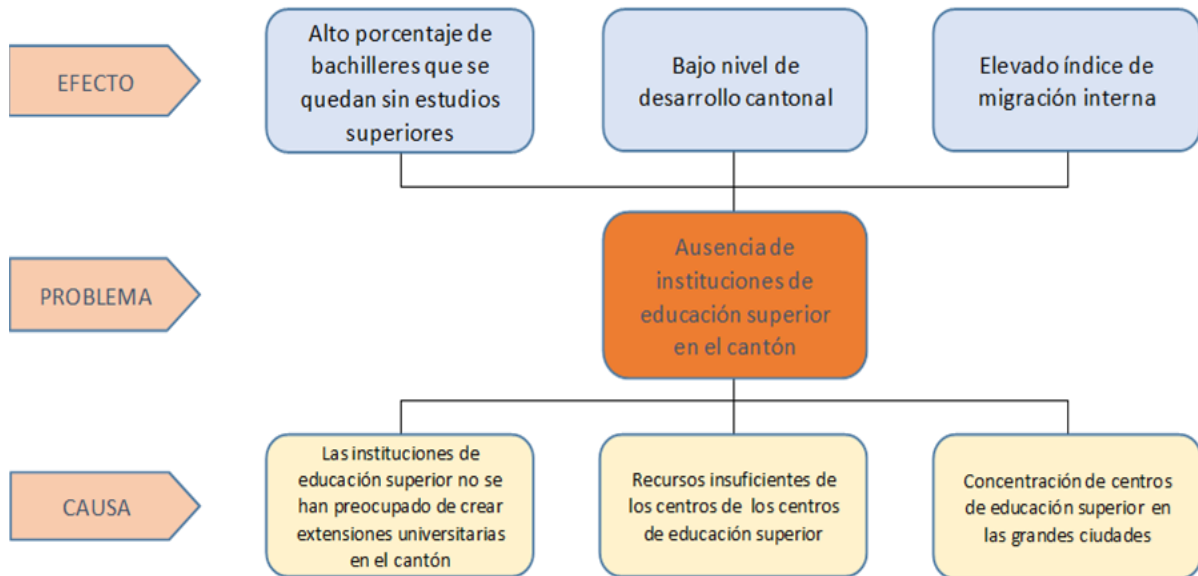 EFECTO
Alto porcentaje de
bachilleres que se
quedan sin estudios
superiores
Bajo nivel de
desarrollo cantonal
Elevado índice de
migración interna
PROBLEMA
Ausencia de
instituciones de
educación superior
en el cantón
CAUSA
Las instituciones de
educación superior no se
han preocupado de crear
extensiones universitarias
en el cantón
Recursos insuficientes de
los centros de los centros
de educación superior
Concentración de centros
de educación superior en
las grandes ciudades